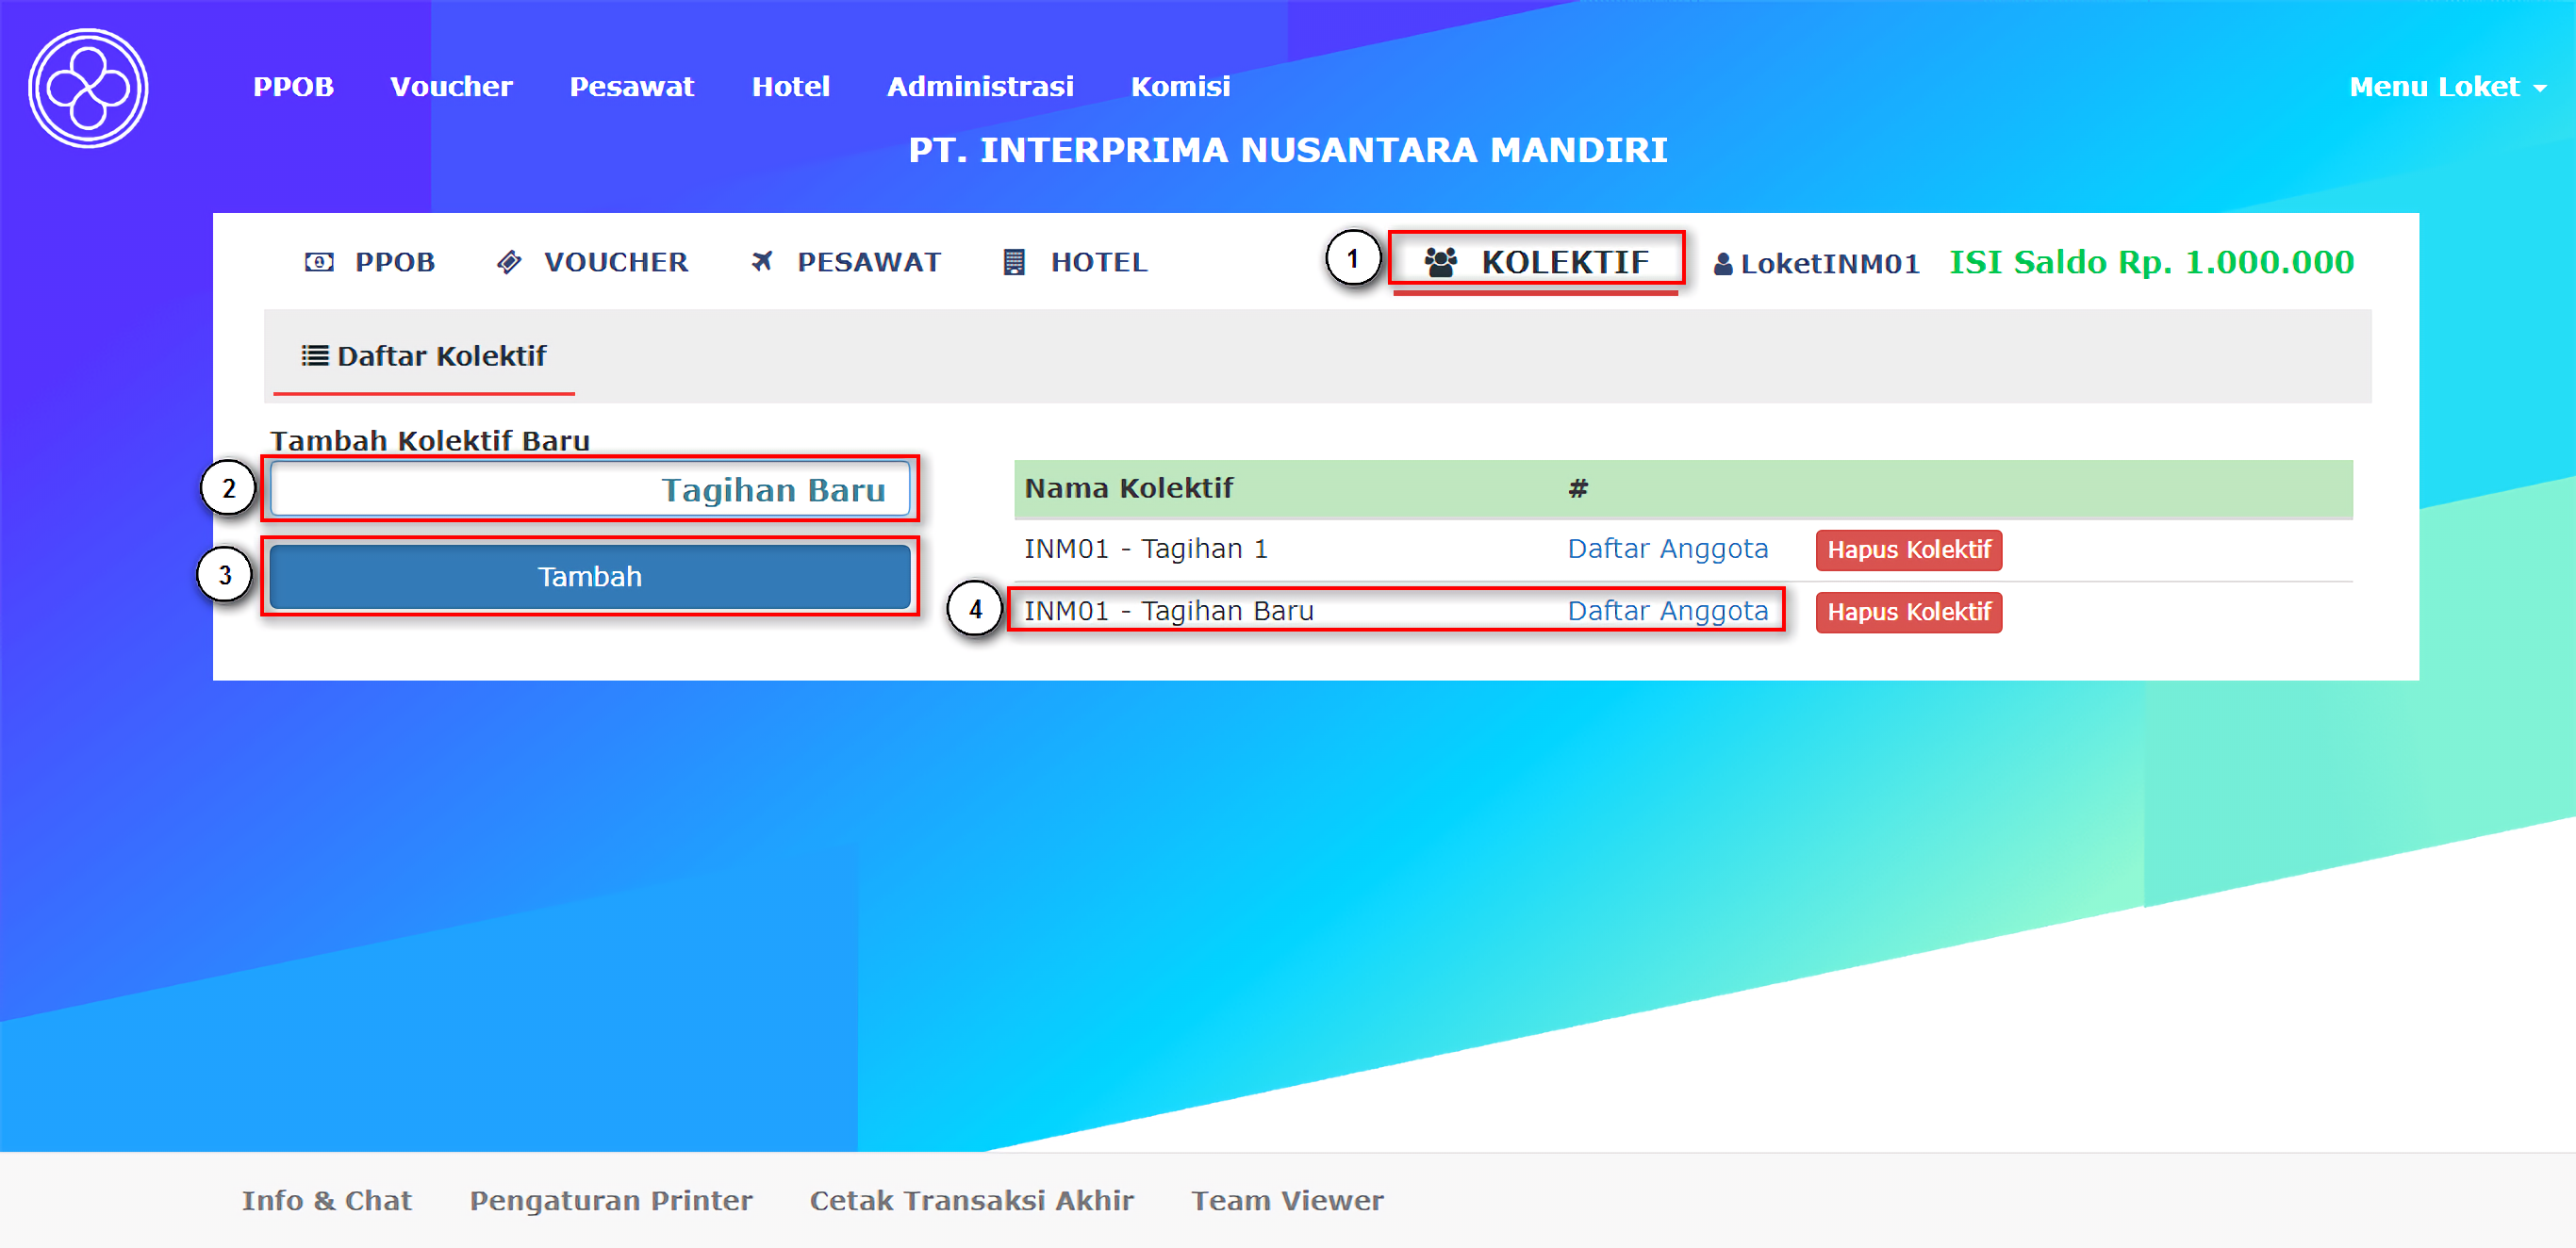 PPOB Voucher Pesawat Hotel Administrasi Komisi Menu Loket
PT. INTERPRIMA NUSANTARA MANDIRI
PPOB VOUCHER PESAWAT HOTEL 1 KOLEKTIF LoketINM01 ISI Saldo Rp. 1.000.000
Daftar Kolektif
Tambah Kolektif Baru
2 Tagihan Baru
3 Tambah
Nama Kolektif #
INM01 - Tagihan 1 Daftar Anggota Hapus Kolektif
4 INM01 - Tagihan Baru Daftar Anggota Hapus Kolektif
Info & Chat Pengaturan Printer Cetak Transaksi Akhir Team Viewer